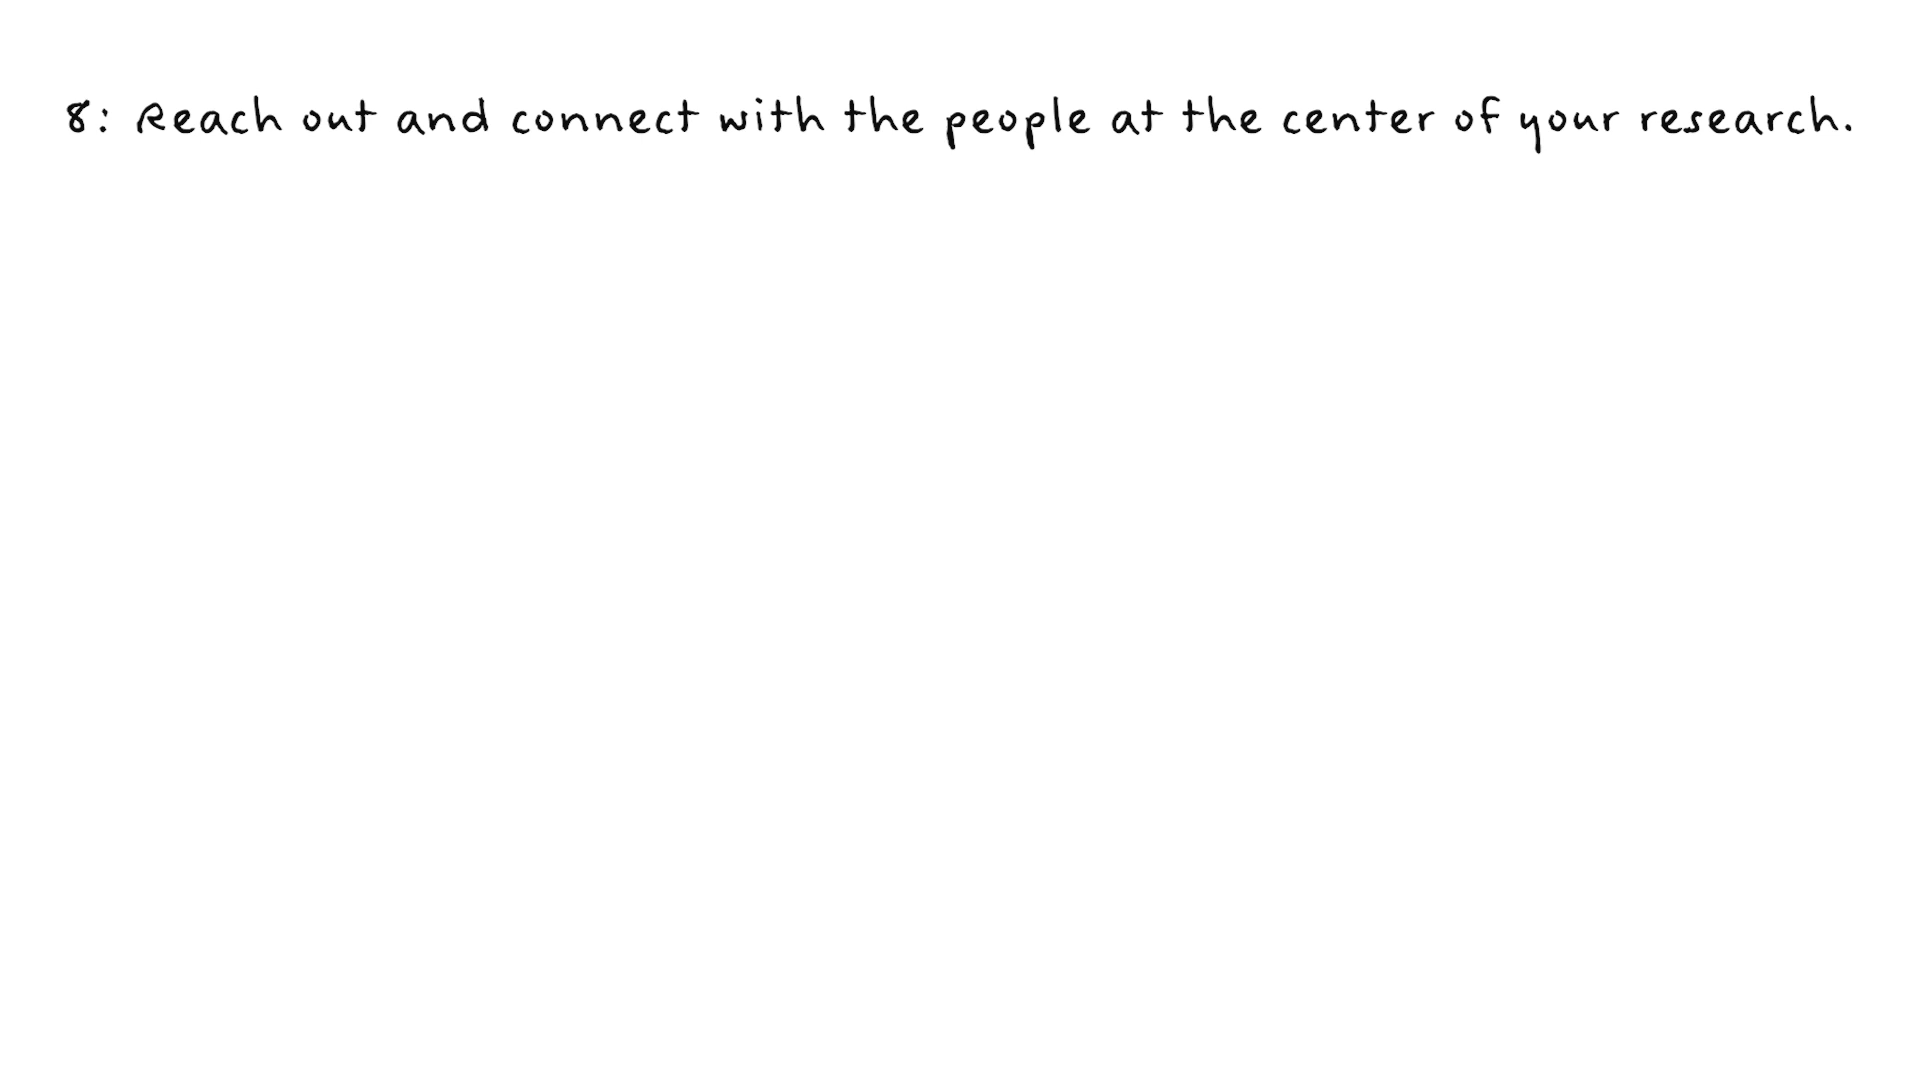 8: Reach out and connect with the people at the center of your research.